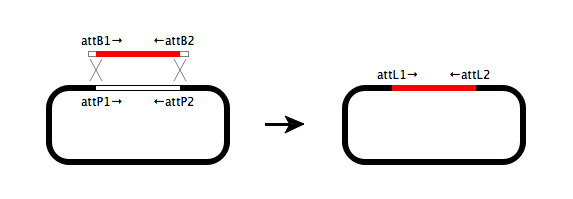 attB1→ ←attB2
attP1→ ←attP2
attL1→ ←attL2